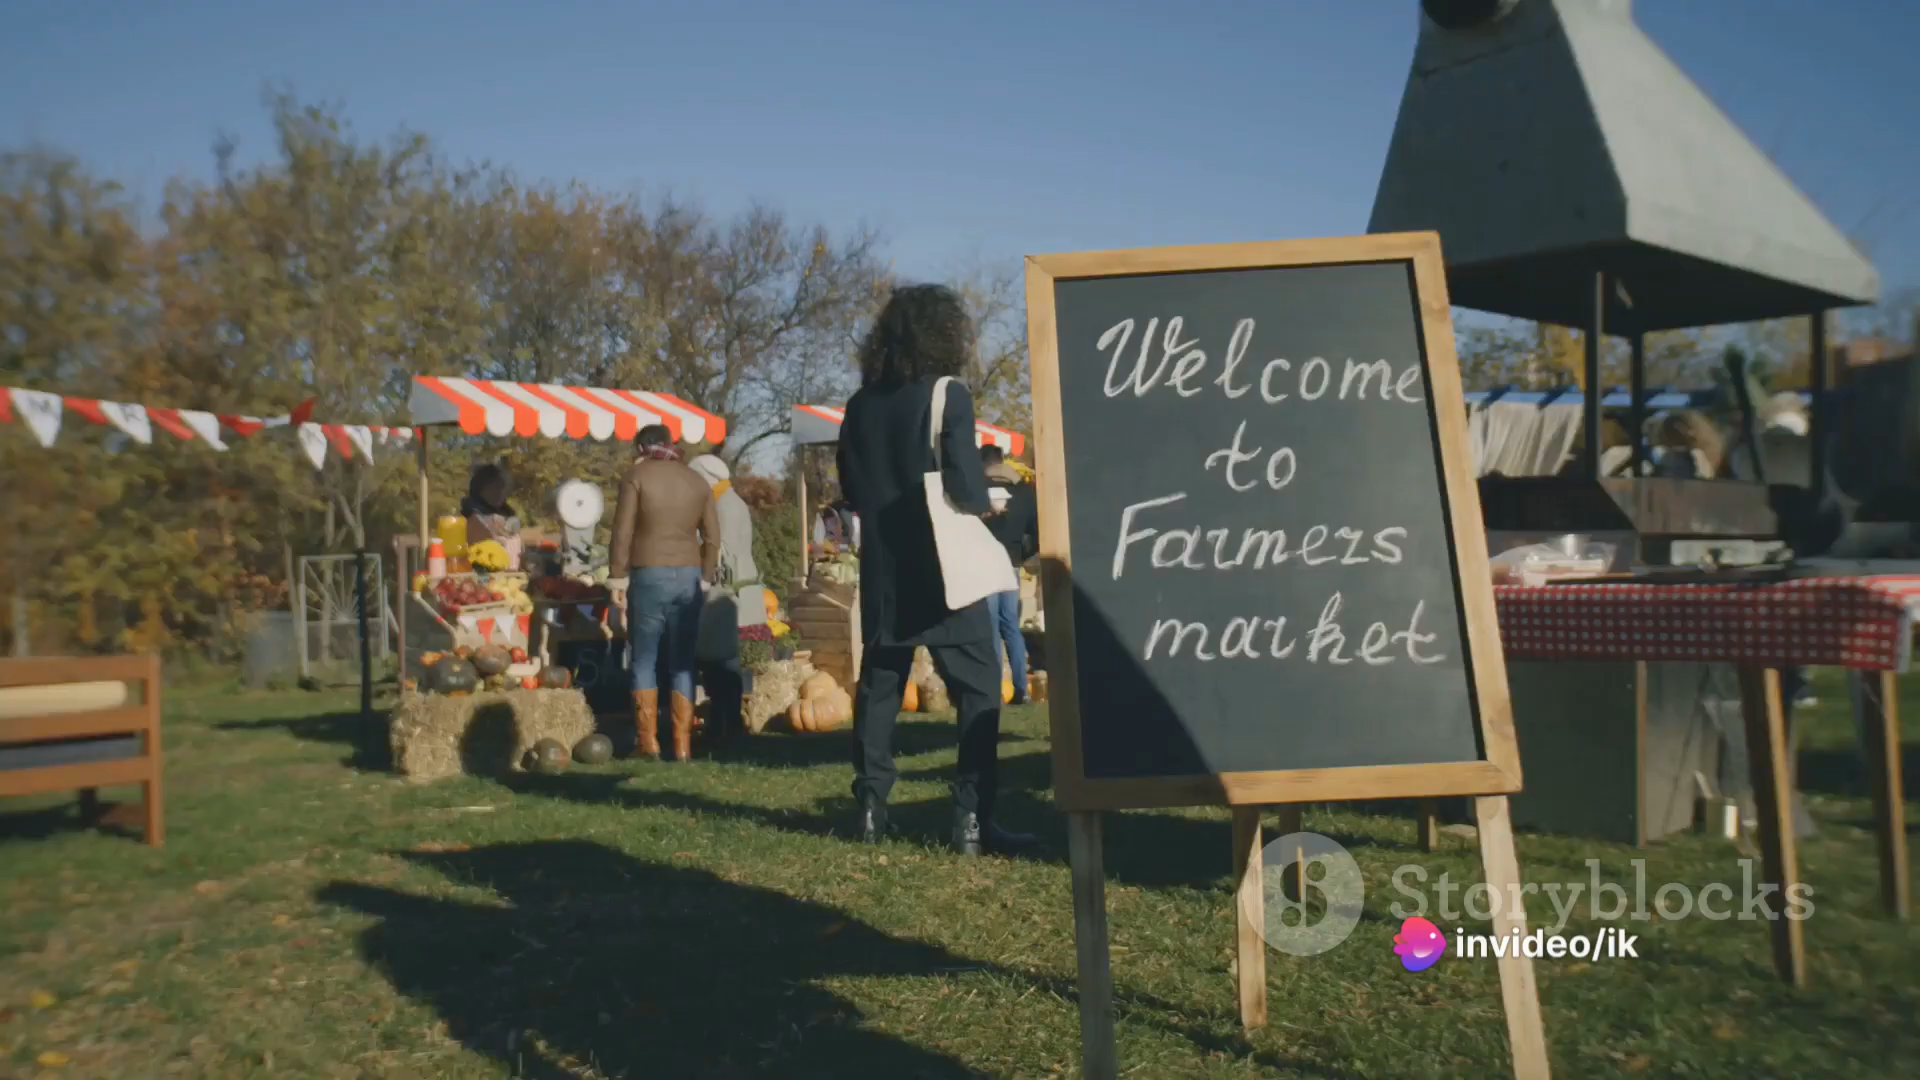 Welcome
to
Farmers
market
Storyblocks
invideo/ik